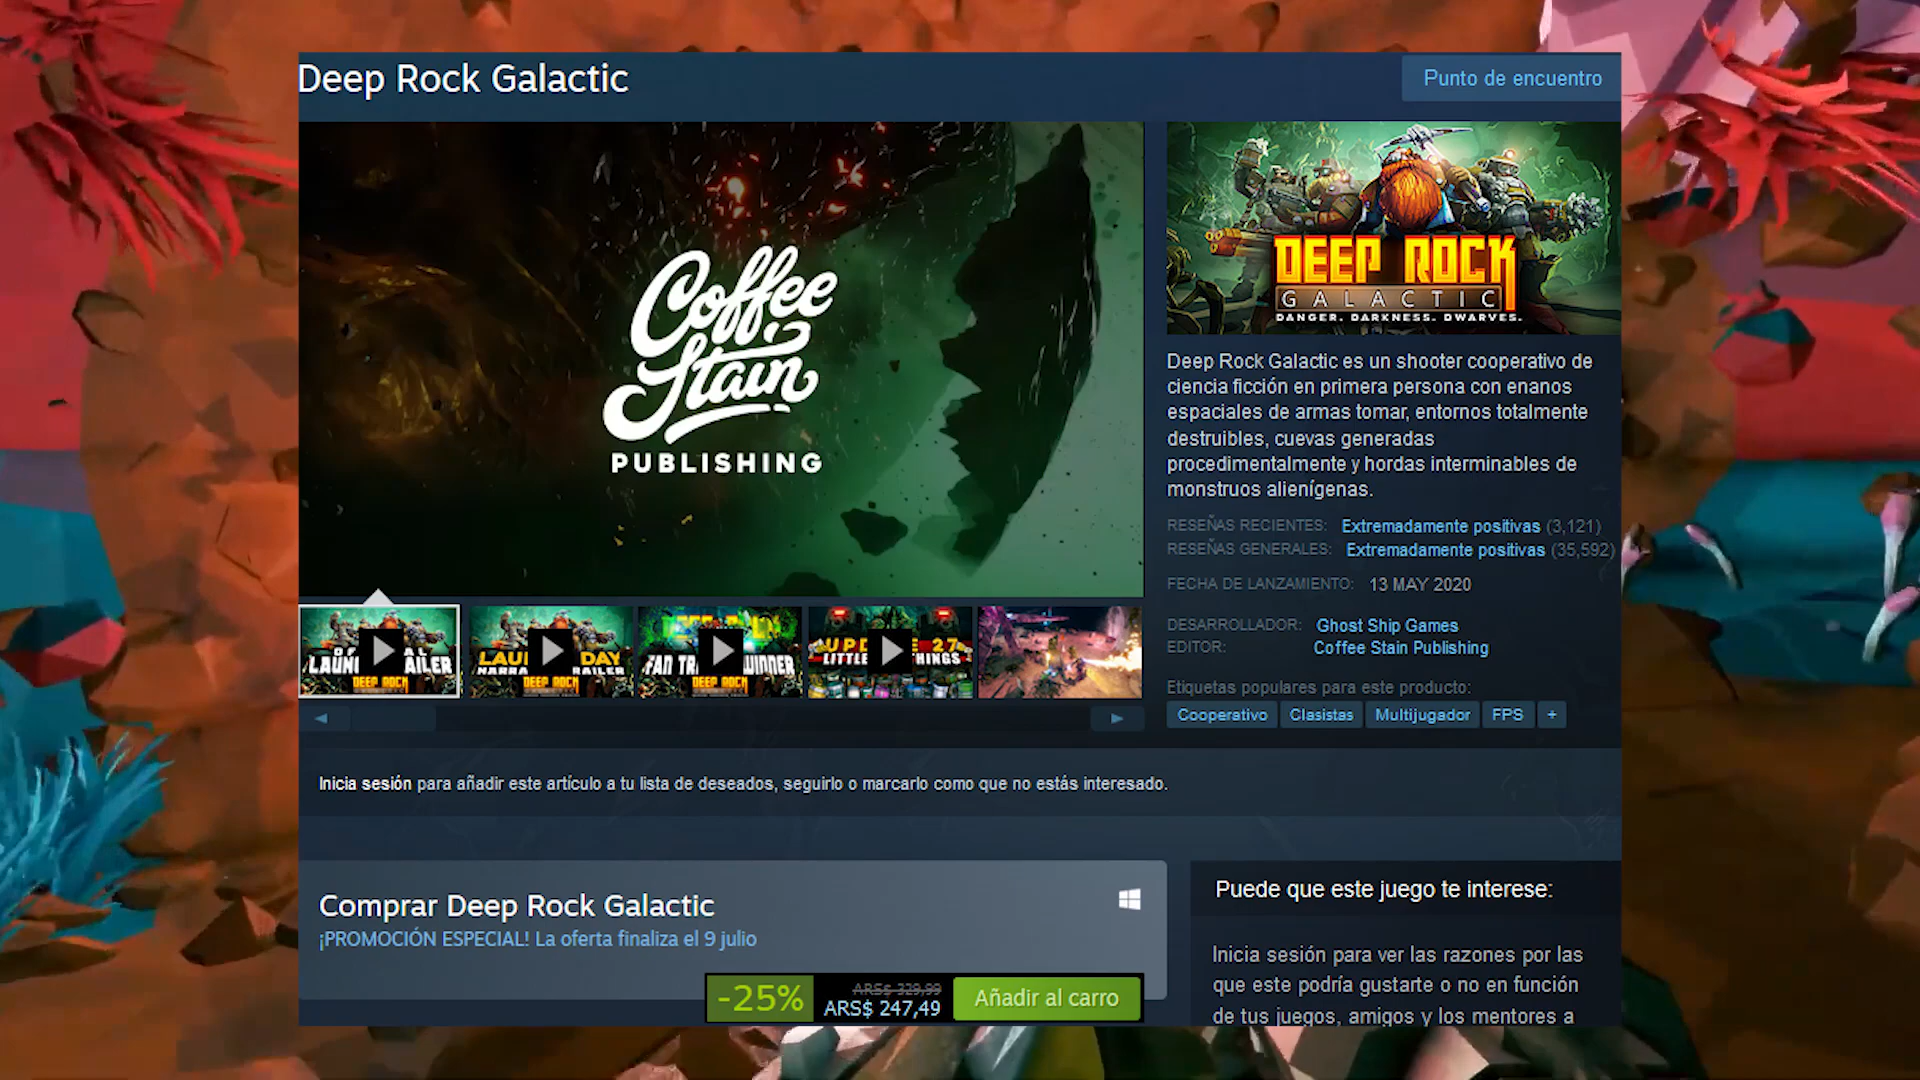 Deep Rock Galactic
Punto de encuentro
Coffee
Stain
PUBLISHING
DEEP ROCK
GALACTIC
DANGER. DARKNESS. DWARVES.
Deep Rock Galactic es un shooter cooperativo de
ciencia ficción en primera persona con enanos
espaciales de armas tomar, entornos totalmente
destruibles, cuevas generadas
procedimentalmente y hordas interminables de
monstruos alienígenas.
RESEÑAS RECIENTES: Extremadamente positivas (3,121)
RESEÑAS GENERALES: Extremadamente positivas (35,592)
FECHA DE LANZAMIENTO: 13 MAY 2020
DESARROLLADOR: Ghost Ship Games
EDITOR: Coffee Stain Publishing
Etiquetas populares para este producto:
Cooperativo Clasistas Multijugador FPS +
DEEP ROCK
DEEP ROCK
DEEP ROCK
Inicia sesión para añadir este artículo a tu lista de deseados, seguirlo o marcarlo como que no estás interesado.
Comprar Deep Rock Galactic
¡PROMOCIÓN ESPECIAL! La oferta finaliza el 9 julio
-25%
ARS$ 329,99
ARS$ 247,49
Añadir al carro
Puede que este juego te interese:
Inicia sesión para ver las razones por las
que este podría gustarte o no en función
de tus juegos, amigos y los mentores a